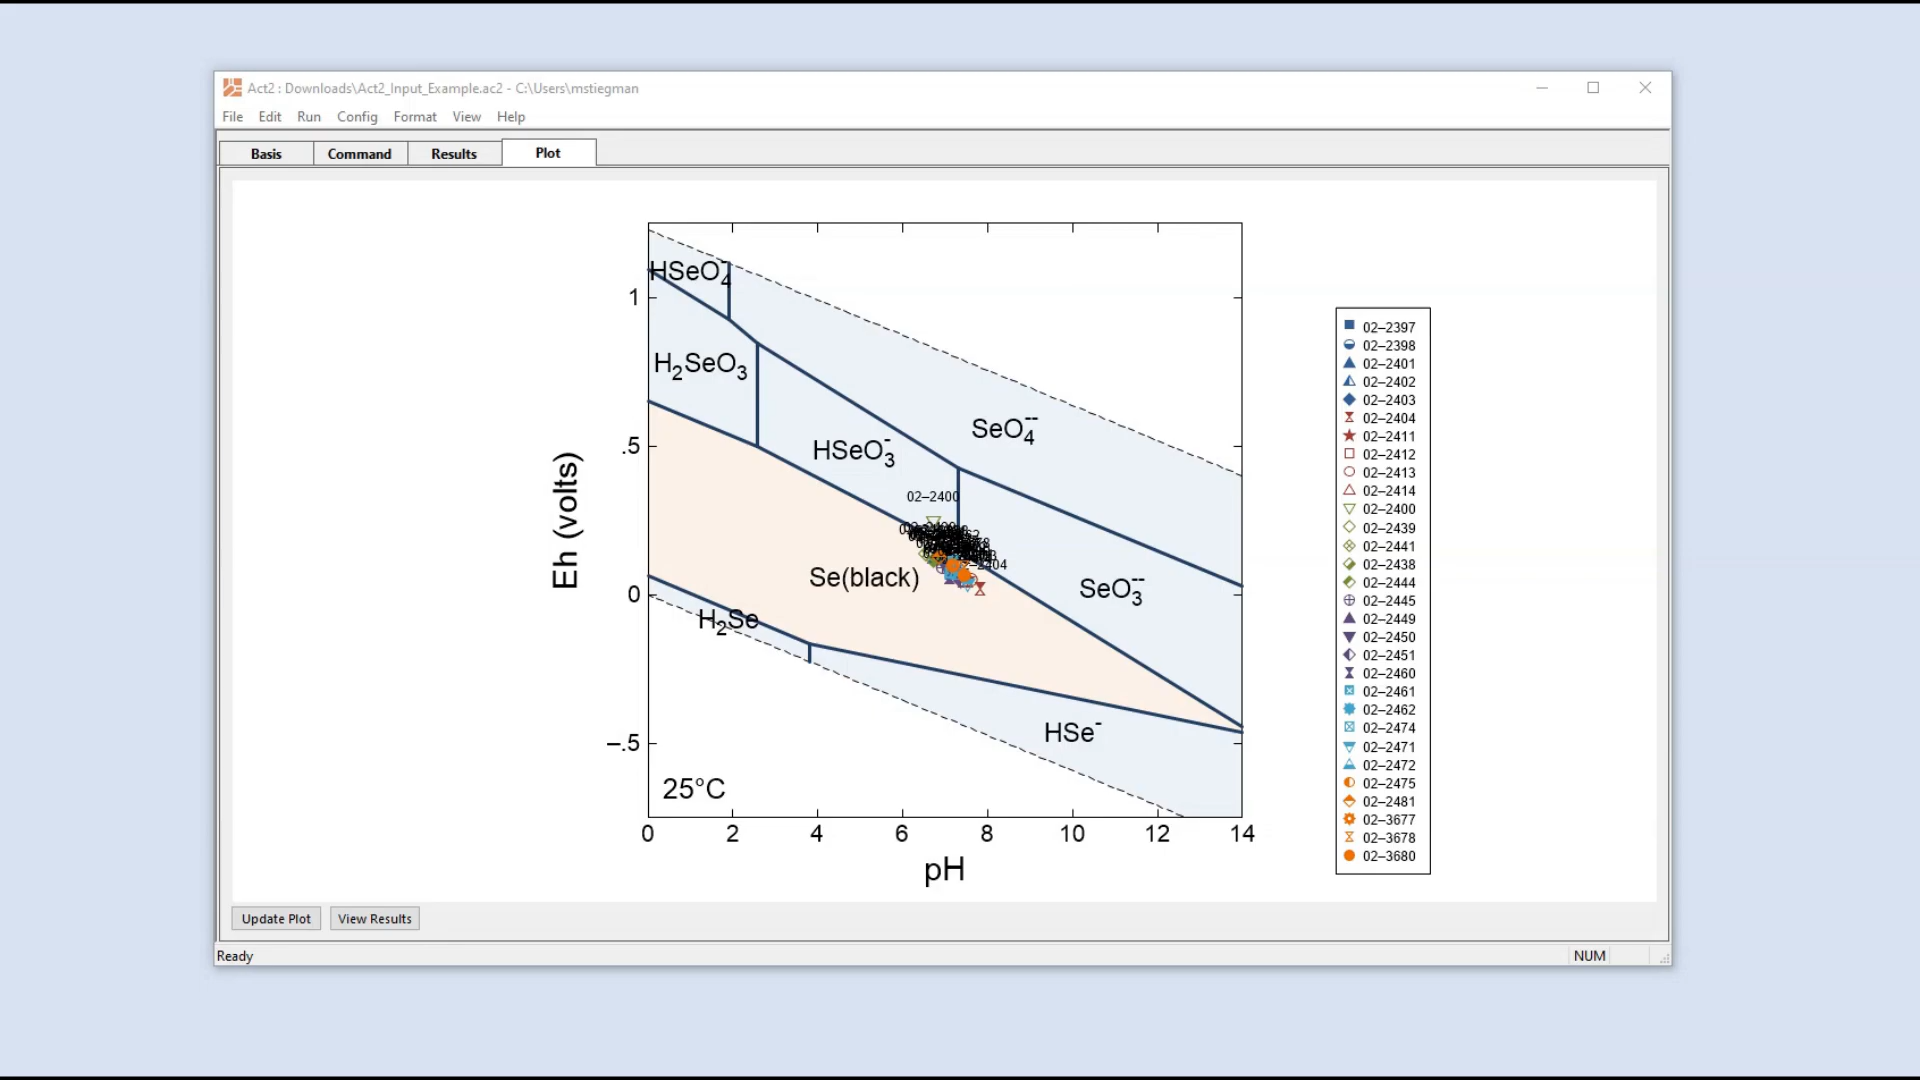 Act2 : Downloads\Act2_Input_Example.ac2 - C:\Users\mstiegman
File Edit Run Config Format View Help
Basis Command Results Plot
HSeO₄⁻
1
H₂SeO₃
SeO₄⁻⁻
.5
HSeO₃⁻
02–2400
2404
Se(black)
SeO₃⁻⁻
0
H₂Se
HSe⁻
–.5
25°C
0 2 4 6 8 10 12 14
Eh (volts)
pH
02–2397
02–2398
02–2401
02–2402
02–2403
02–2404
02–2411
02–2412
02–2413
02–2414
02–2400
02–2439
02–2441
02–2438
02–2444
02–2445
02–2449
02–2450
02–2451
02–2460
02–2461
02–2462
02–2474
02–2471
02–2472
02–2475
02–2481
02–3677
02–3678
02–3680
Update Plot View Results
Ready NUM